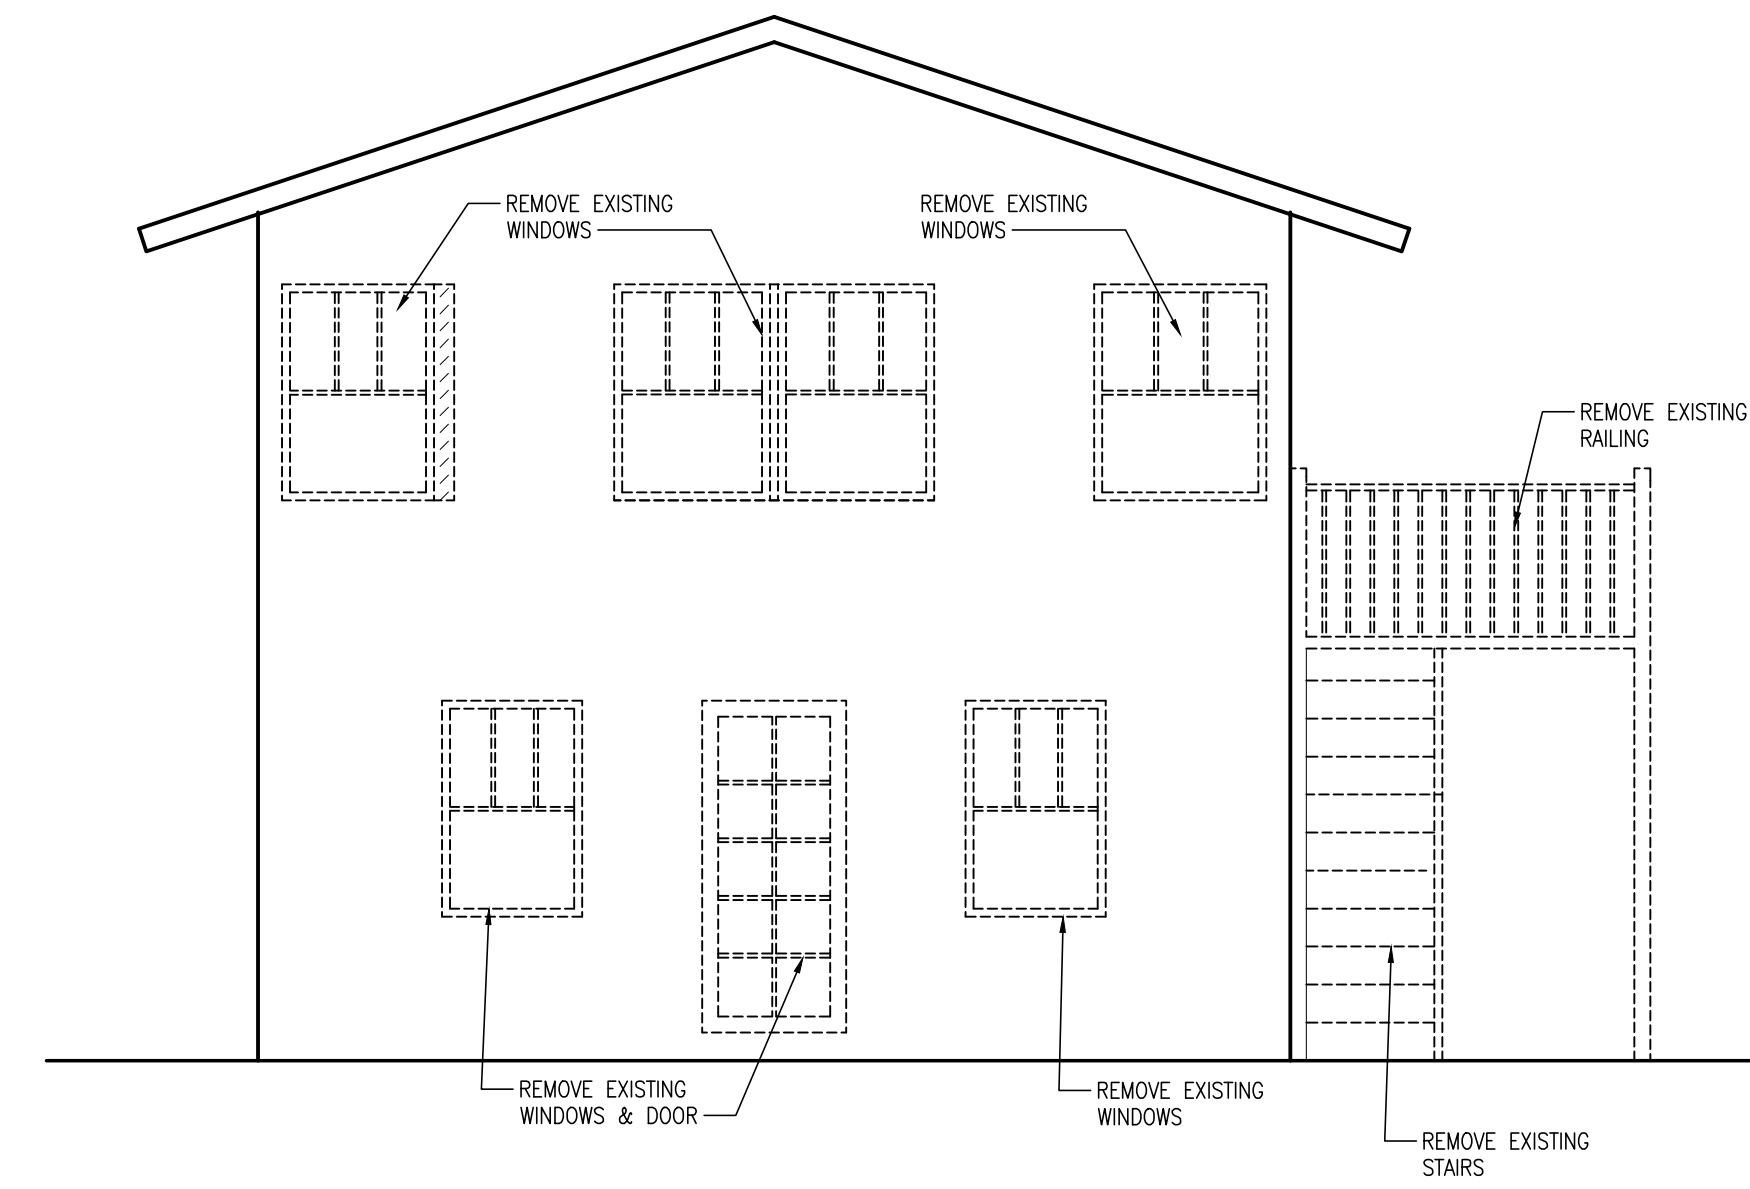 REMOVE EXISTING
WINDOWS
REMOVE EXISTING
WINDOWS
REMOVE EXISTING
RAILING
REMOVE EXISTING
WINDOWS & DOOR
REMOVE EXISTING
WINDOWS
REMOVE EXISTING
STAIRS